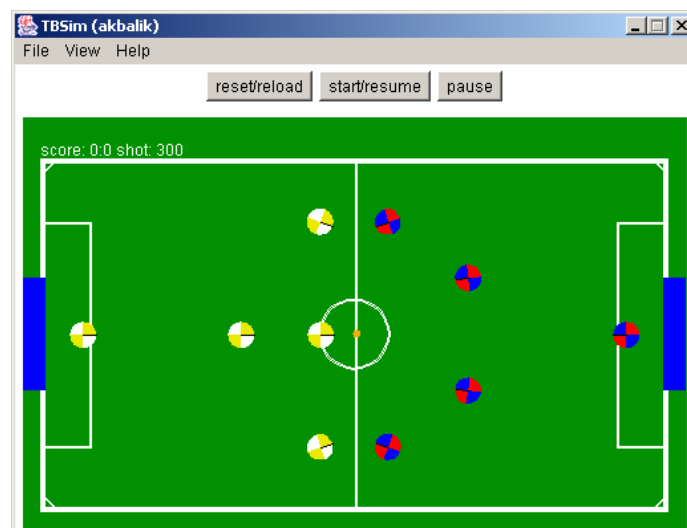 TBSim (akbalik)
File View Help
reset/reload start/resume pause
score: 0:0 shot: 300